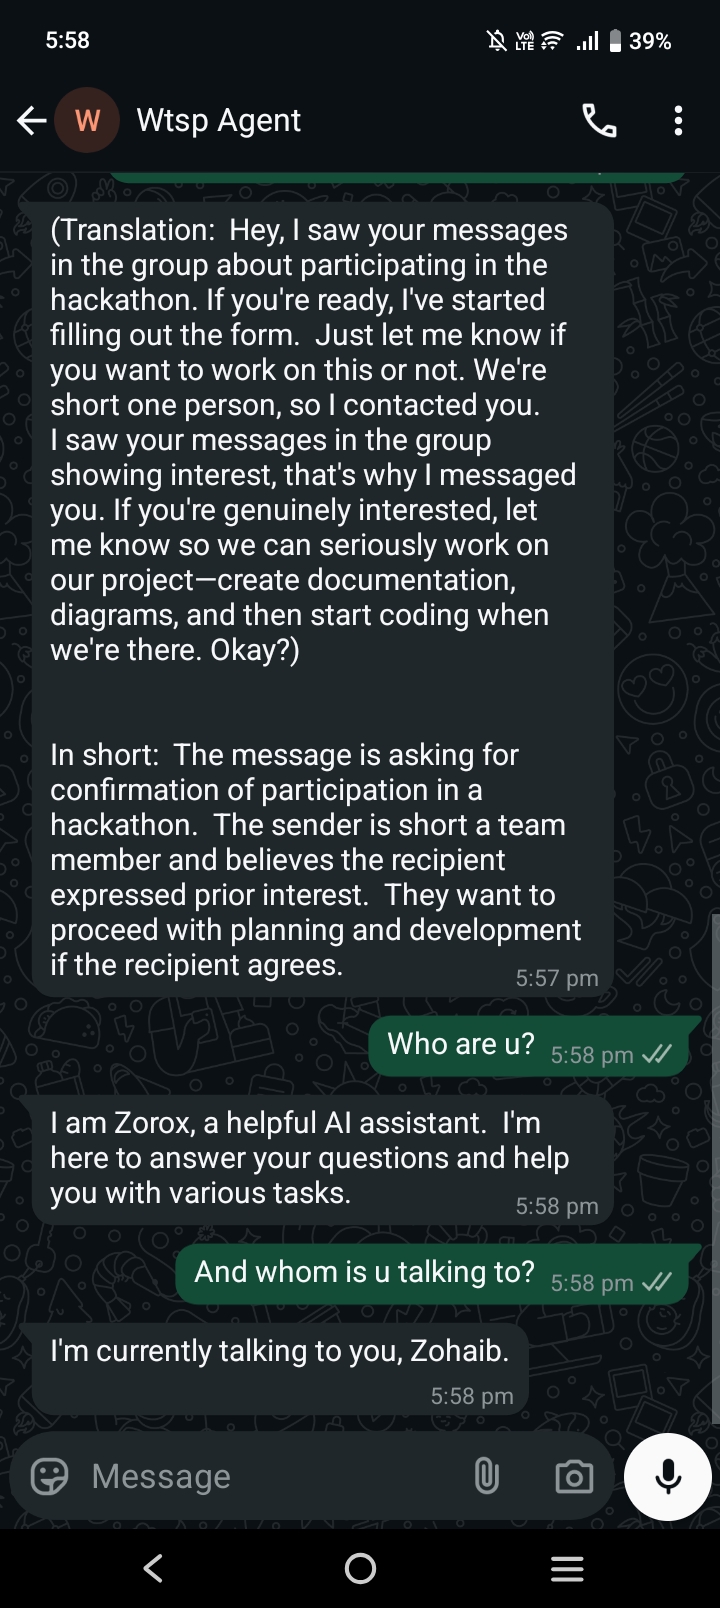 5:58
Vo) LTE
39%
W
Wtsp Agent
(Translation:  Hey, I saw your messages
in the group about participating in the
hackathon. If you're ready, I've started
filling out the form.  Just let me know if
you want to work on this or not. We're
short one person, so I contacted you.
I saw your messages in the group
showing interest, that's why I messaged
you. If you're genuinely interested, let
me know so we can seriously work on
our project—create documentation,
diagrams, and then start coding when
we're there. Okay?)
In short:  The message is asking for
confirmation of participation in a
hackathon.  The sender is short a team
member and believes the recipient
expressed prior interest.  They want to
proceed with planning and development
if the recipient agrees.
5:57 pm
Who are u?
5:58 pm
I am Zorox, a helpful AI assistant.  I'm
here to answer your questions and help
you with various tasks.
5:58 pm
And whom is u talking to?
5:58 pm
I'm currently talking to you, Zohaib.
5:58 pm
Message